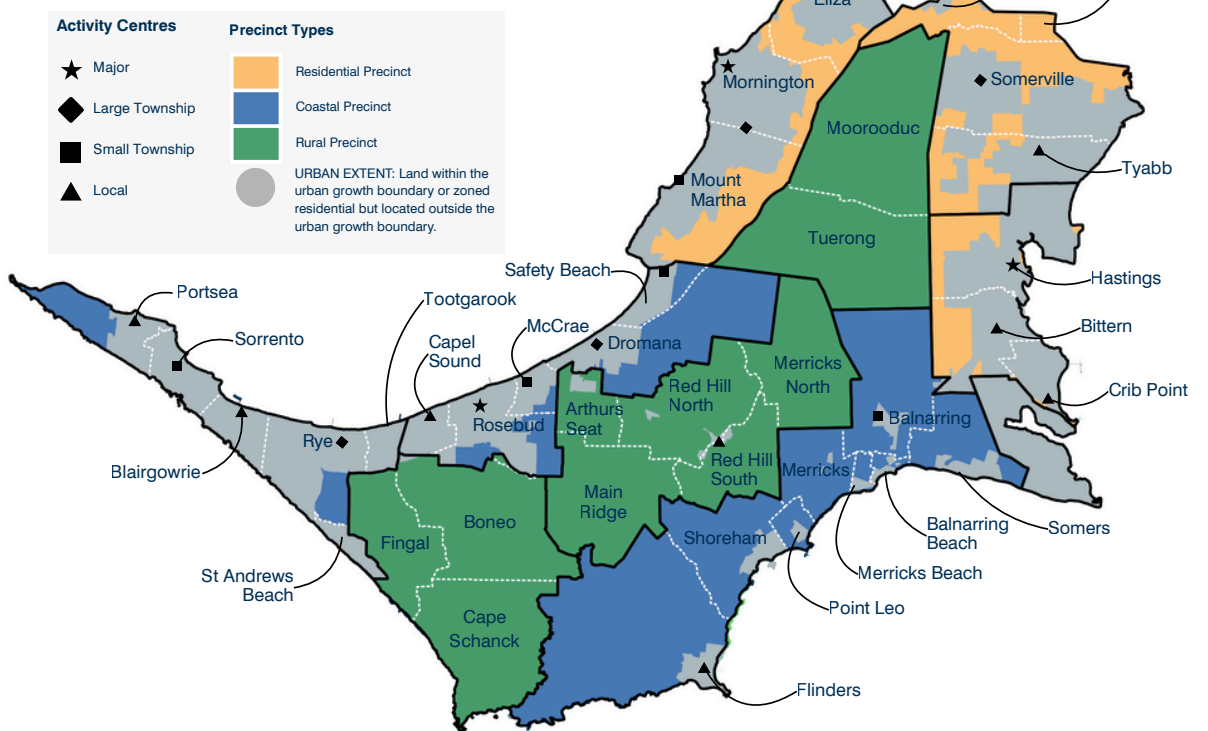 Activity Centres
Major
Large Township
Small Township
Local
Precinct Types
Residential Precinct
Coastal Precinct
Rural Precinct
URBAN EXTENT: Land within the
urban growth boundary or zoned
residential but located outside the
urban growth boundary.
Eliza
Mornington
Somerville
Moorooduc
Tyabb
Mount
Martha
Tuerong
Safety Beach
Hastings
Portsea
Tootgarook
Sorrento
McCrae
Bittern
Capel
Sound
Dromana
Merricks
North
Red Hill
North
Crib Point
Arthurs
Seat
Rosebud
Balnarring
Rye
Blairgowrie
Red Hill
South
Merricks
Main
Ridge
Boneo
Shoreham
Fingal
Balnarring
Beach
Somers
St Andrews
Beach
Merricks Beach
Point Leo
Cape
Schanck
Flinders